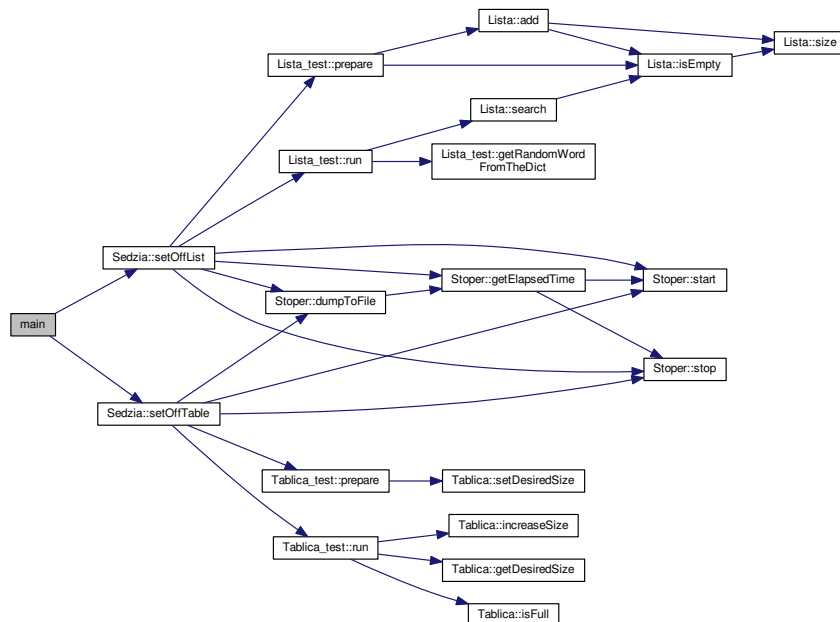 Lista::add
Lista::size
Lista_test::prepare
Lista::isEmpty
Lista::search
Lista_test::run
Lista_test::getRandomWord
FromTheDict
Sedzia::setOffList
Stoper::getElapsedTime
Stoper::start
Stoper::dumpToFile
main
Stoper::stop
Sedzia::setOffTable
Tablica_test::prepare
Tablica::setDesiredSize
Tablica::increaseSize
Tablica_test::run
Tablica::getDesiredSize
Tablica::isFull